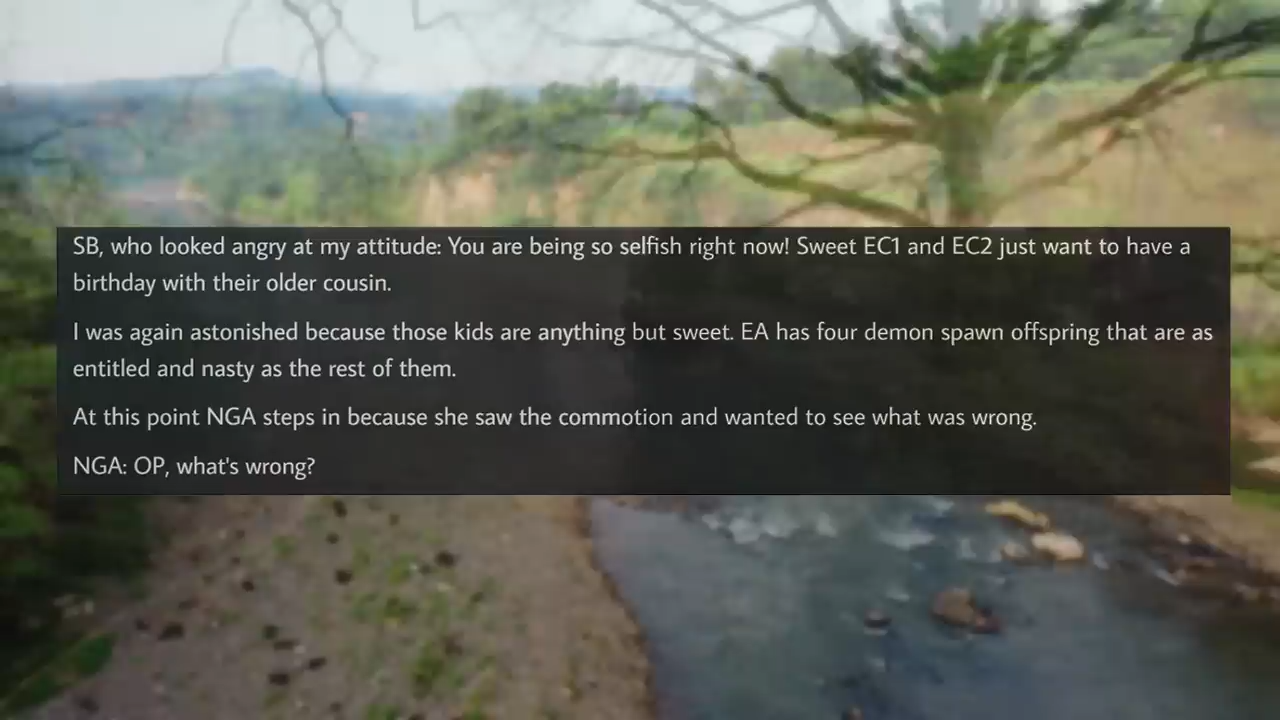 SB, who looked angry at my attitude: You are being so selfish right now! Sweet EC1 and EC2 just want to have a
birthday with their older cousin.
I was again astonished because those kids are anything but sweet. EA has four demon spawn offspring that are as
entitled and nasty as the rest of them.
At this point NGA steps in because she saw the commotion and wanted to see what was wrong.
NGA: OP, what's wrong?